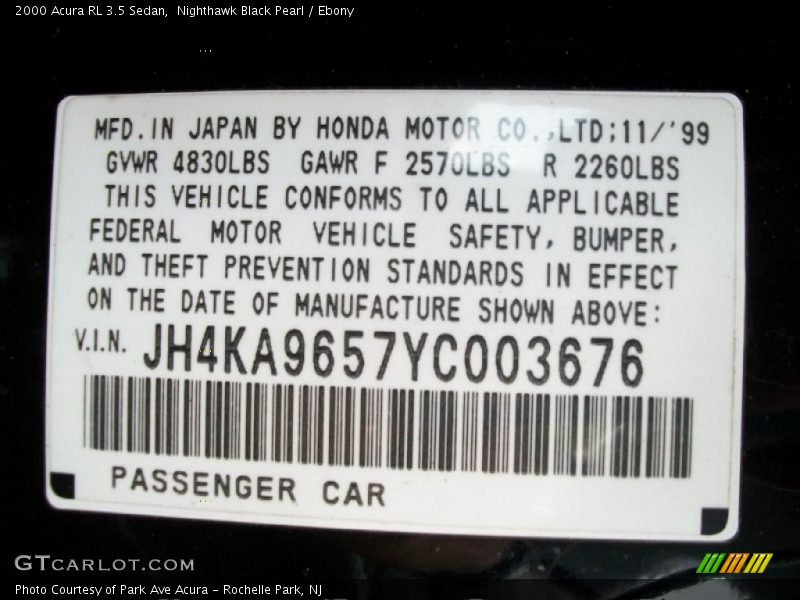 2000 Acura RL 3.5 Sedan,  Nighthawk Black Pearl / Ebony
...
MFD.IN JAPAN BY HONDA MOTOR CO.,LTD;11/'99
GVWR 4830LBS GAWR F 2570LBS R 2260LBS
THIS VEHICLE CONFORMS TO ALL APPLICABLE
FEDERAL MOTOR VEHICLE SAFETY, BUMPER,
AND THEFT PREVENTION STANDARDS IN EFFECT
ON THE DATE OF MANUFACTURE SHOWN ABOVE:
V.I.N. JH4KA9657YC003676
PASSENGER CAR
GTCARLOT.COM
Photo Courtesy of Park Ave Acura - Rochelle Park, NJ